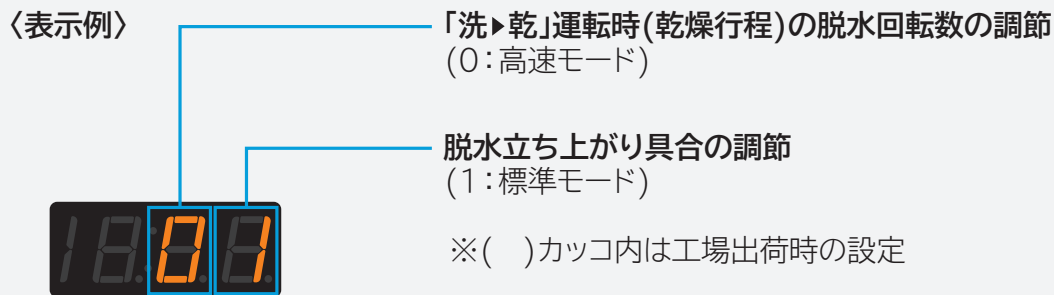 〈表示例〉
「洗▶乾」運転時(乾燥行程)の脱水回転数の調節
(0：高速モード)
脱水立ち上がり具合の調節
(1：標準モード)
※(　)カッコ内は工場出荷時の設定
01